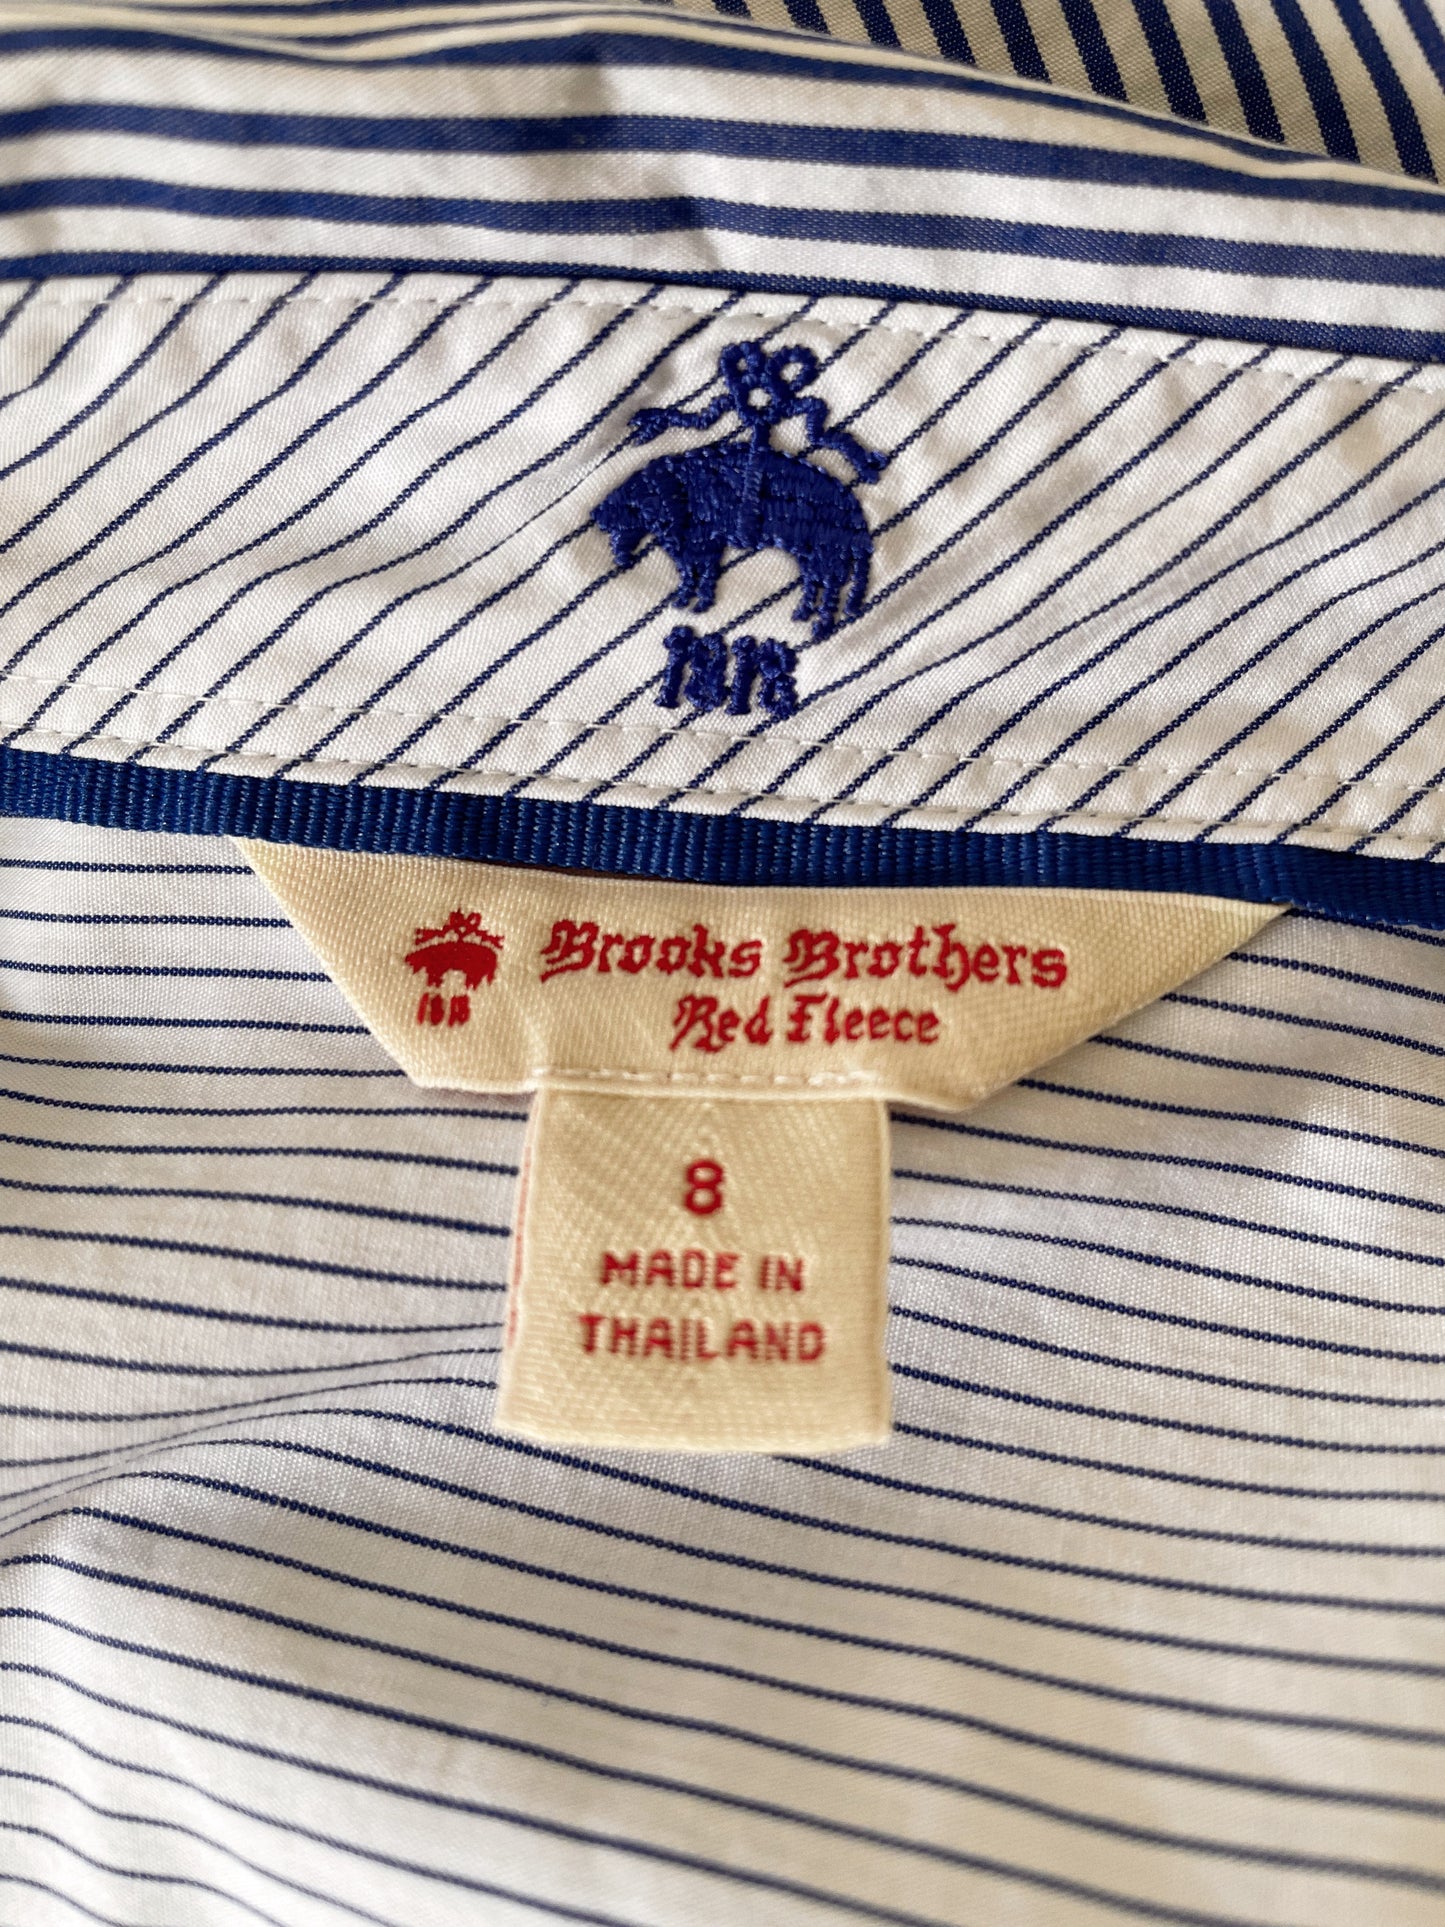 1818
Brooks Brothers
1818
Red Fleece
8
MADE IN
THAILAND